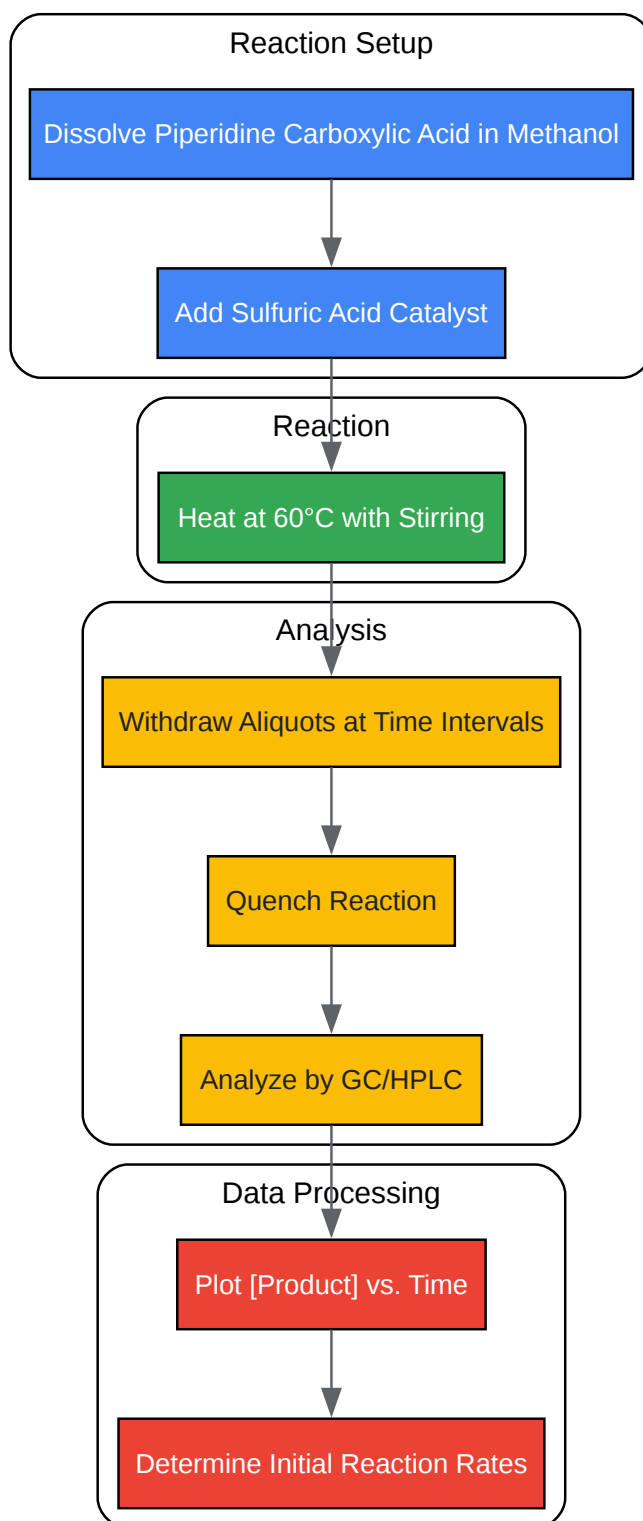 Reaction Setup
Dissolve Piperidine Carboxylic Acid in Methanol
Add Sulfuric Acid Catalyst
Reaction
Heat at 60°C with Stirring
Analysis
Withdraw Aliquots at Time Intervals
Quench Reaction
Analyze by GC/HPLC
Data Processing
Plot [Product] vs. Time
Determine Initial Reaction Rates